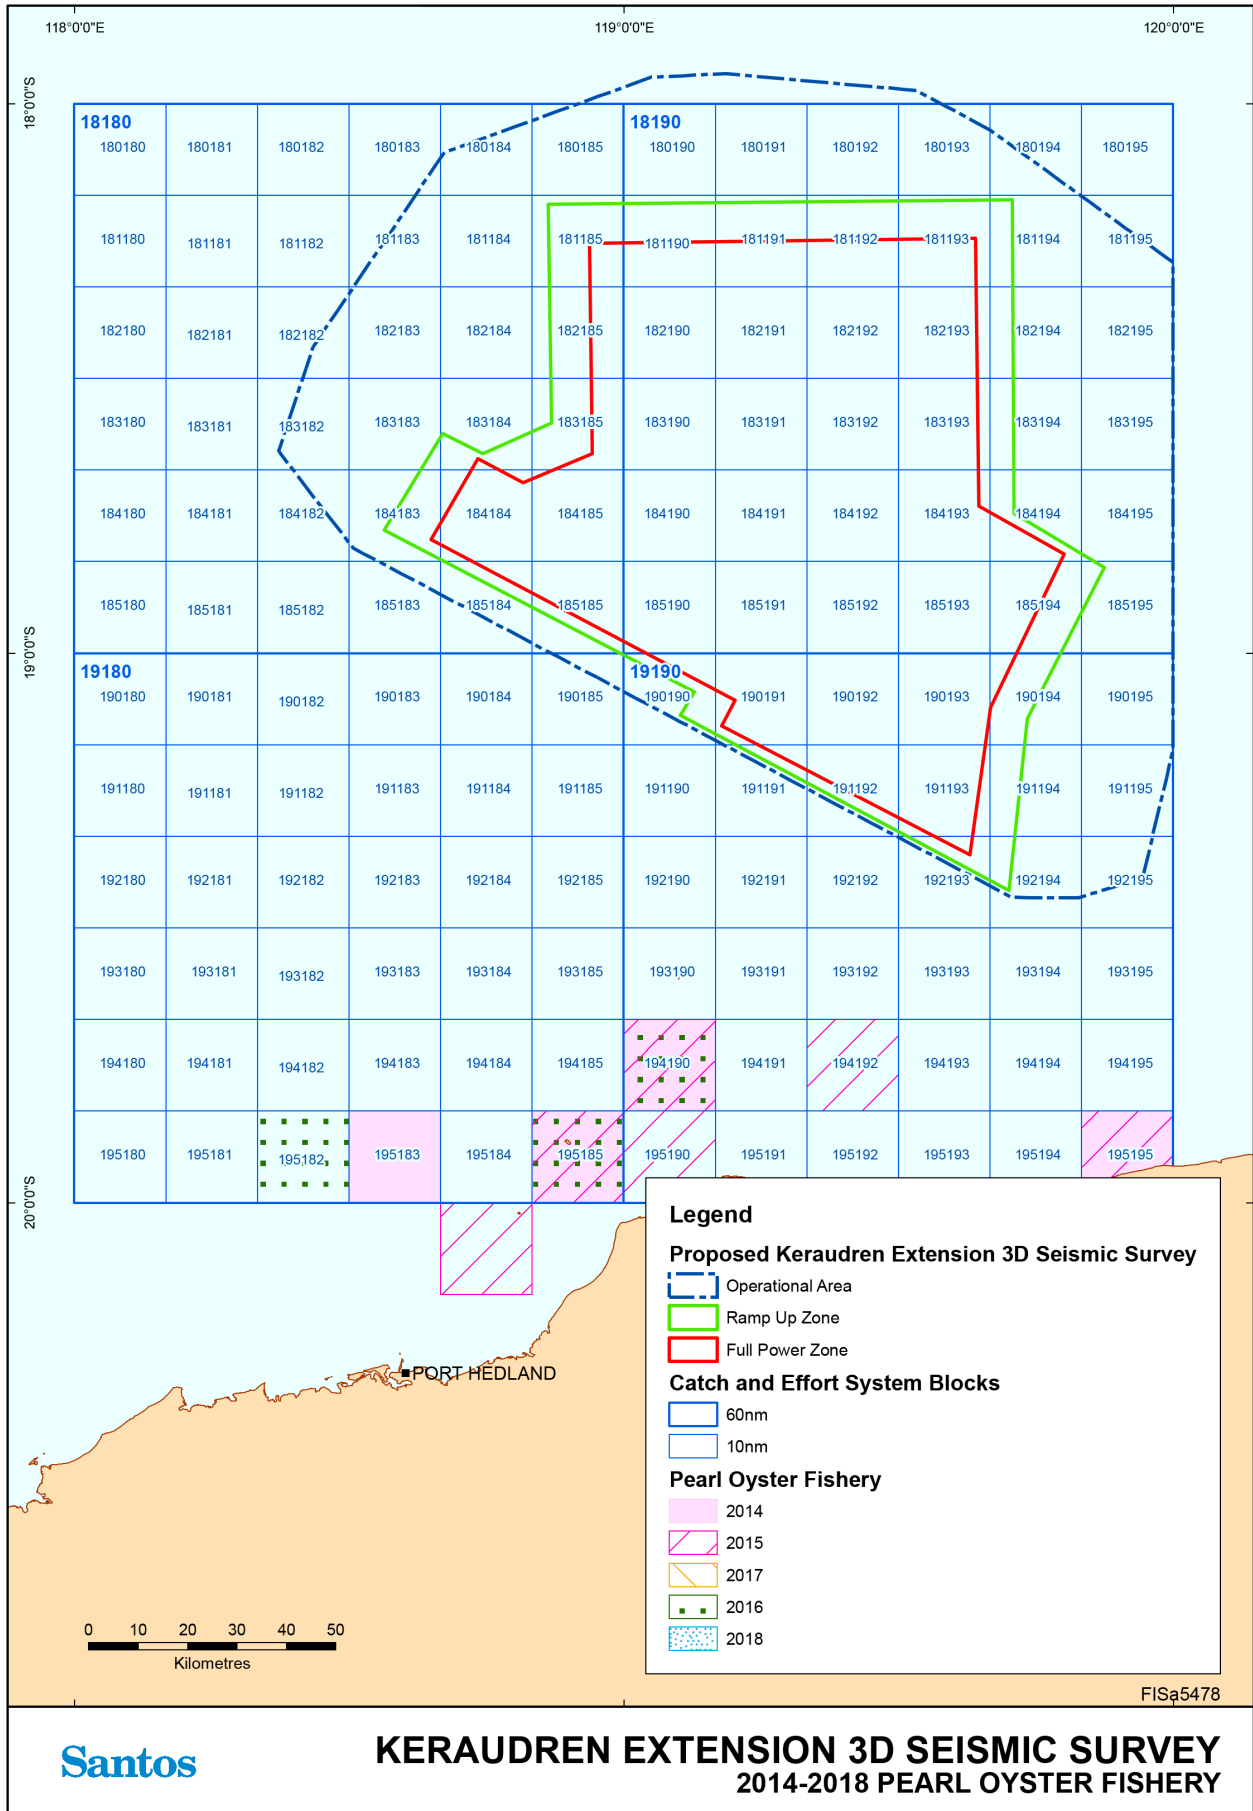 118°0'0"E 119°0'0"E 120°0'0"E
18°0'0"S
18180 18190
180180 180181 180182 180183 180184 180185 180190 180191 180192 180193 180194 180195
181180 181181 181182 181183 181184 181185 181190 181191 181192 181193 181194 181195
182180 182181 182182 182183 182184 182185 182190 182191 182192 182193 182194 182195
183180 183181 183182 183183 183184 183185 183190 183191 183192 183193 183194 183195
184180 184181 184182 184183 184184 184185 184190 184191 184192 184193 184194 184195
185180 185181 185182 185183 185184 185185 185190 185191 185192 185193 185194 185195
19°0'0"S
19180 19190
190180 190181 190182 190183 190184 190185 190190 190191 190192 190193 190194 190195
191180 191181 191182 191183 191184 191185 191190 191191 191192 191193 191194 191195
192180 192181 192182 192183 192184 192185 192190 192191 192192 192193 192194 192195
193180 193181 193182 193183 193184 193185 193190 193191 193192 193193 193194 193195
194180 194181 194182 194183 194184 194185 194190 194191 194192 194193 194194 194195
195180 195181 195182 195183 195184 195185 195190 195191 195192 195193 195194 195195
20°0'0"S
PORT HEDLAND
Legend
Proposed Keraudren Extension 3D Seismic Survey
Operational Area
Ramp Up Zone
Full Power Zone
Catch and Effort System Blocks
60nm
10nm
Pearl Oyster Fishery
2014
2015
2017
2016
2018
0 10 20 30 40 50
Kilometres
FISa5478
Santos
KERAUDREN EXTENSION 3D SEISMIC SURVEY
2014-2018 PEARL OYSTER FISHERY